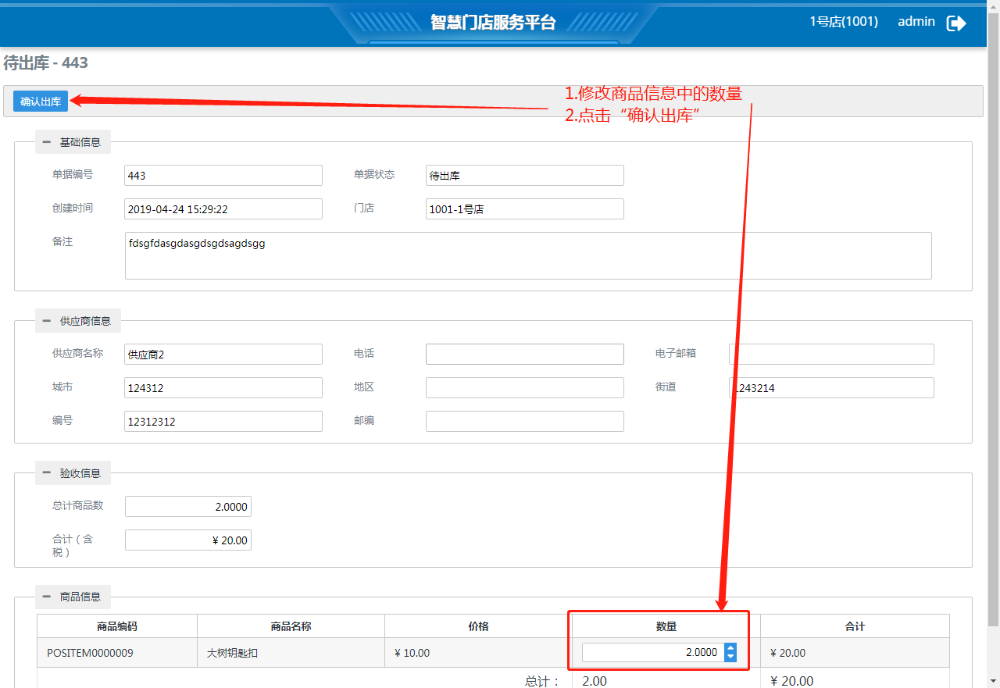 智慧门店服务平台
1号店(1001) admin
待出库 - 443
确认出库
1.修改商品信息中的数量
2.点击“确认出库”
基础信息
单据编号 443 单据状态 待出库
创建时间 2019-04-24 15:29:22 门店 1001-1号店
备注 fdsgfdasgdasgdsgdsagdsgg
供应商信息
供应商名称 供应商2 电话 电子邮箱
城市 124312 地区 街道 1243214
编号 12312312 邮编
验收信息
总计商品数 2.0000
合计（含
税） ¥ 20.00
商品信息
商品编码 商品名称 价格 数量 合计
POSITEM0000009 大树钥匙扣 ¥ 10.00 2.0000 ¥ 20.00
总计： 2.00 ¥ 20.00